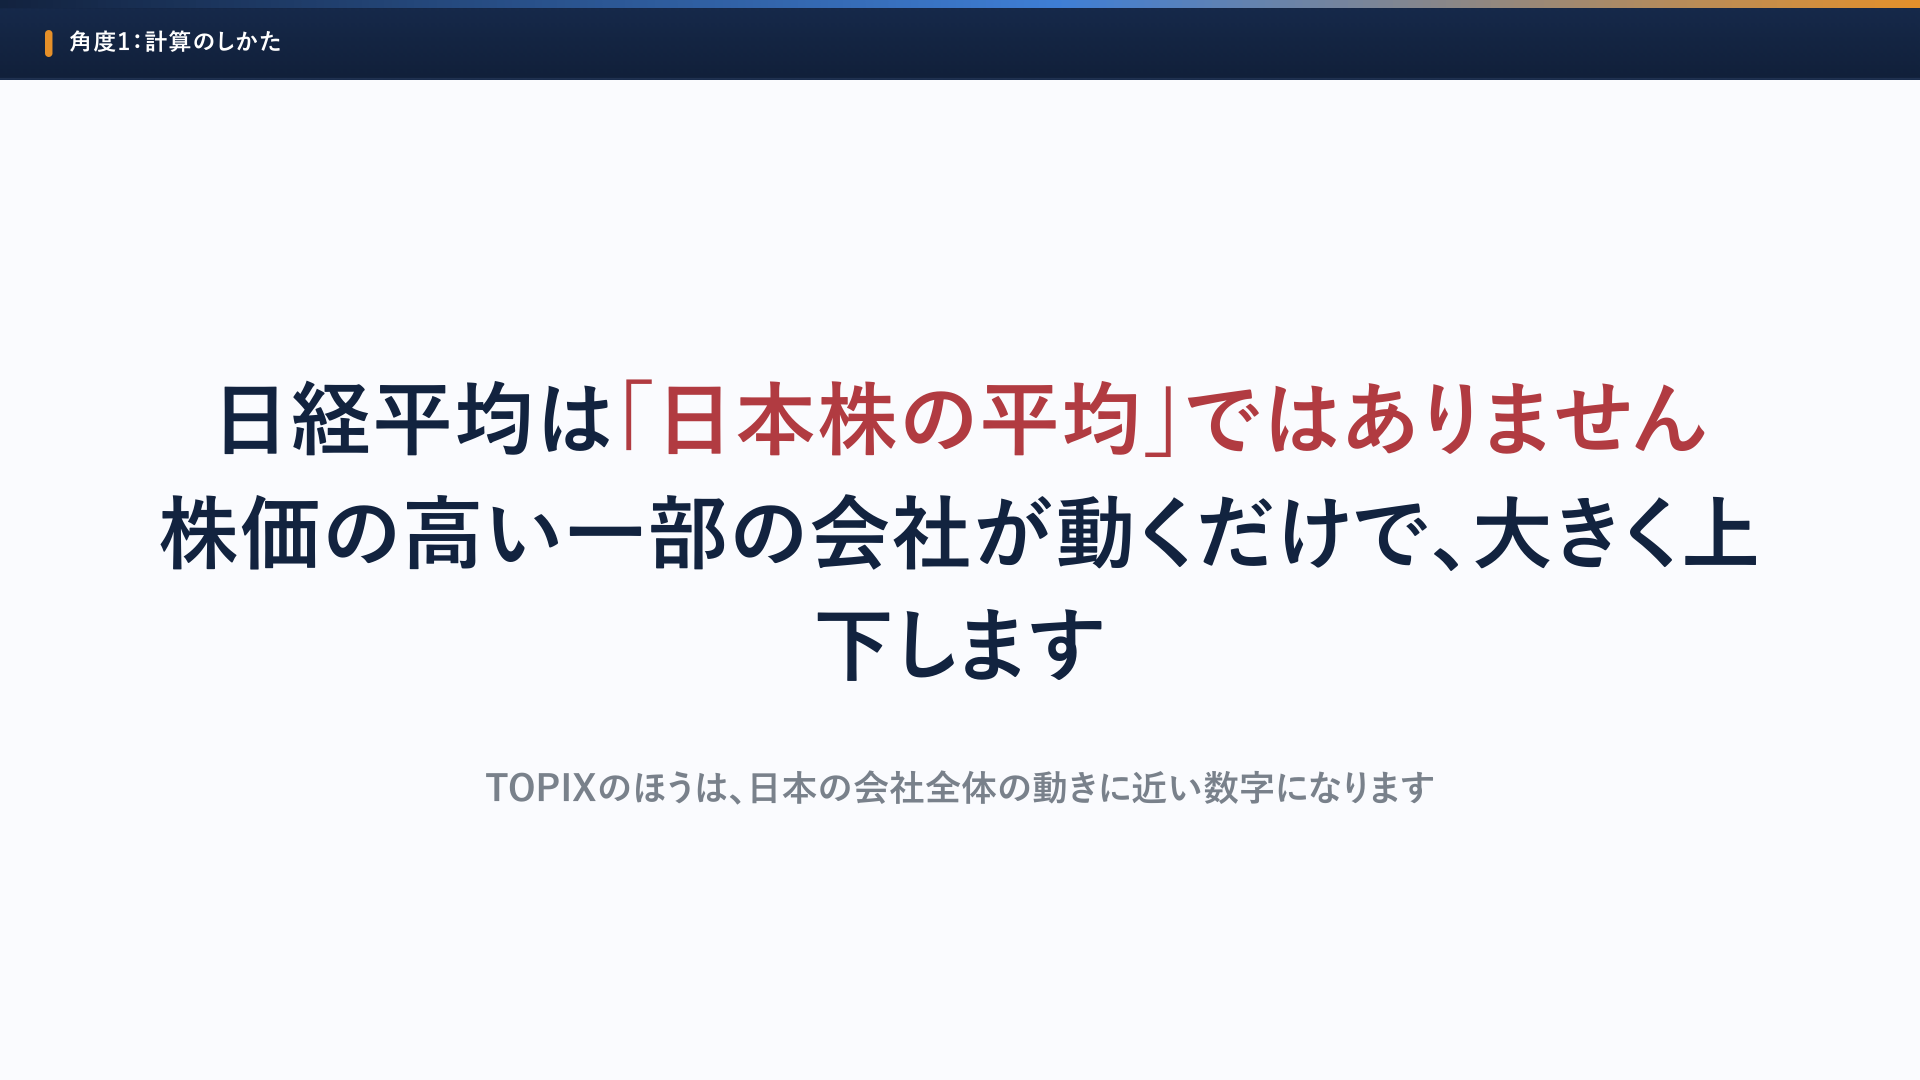 角度1：計算のしかた
日経平均は「日本株の平均」ではありません
株価の高い一部の会社が動くだけで、大きく上
下します
TOPIXのほうは、日本の会社全体の動きに近い数字になります